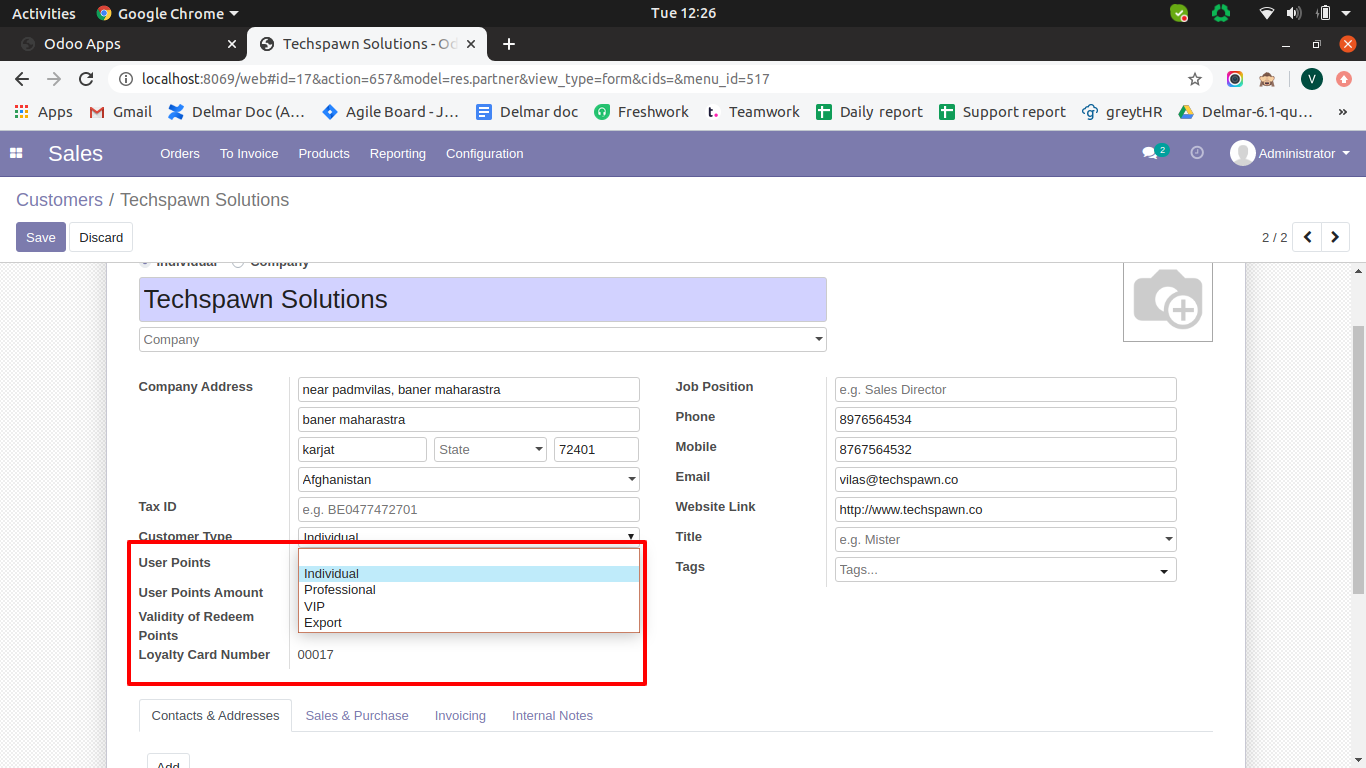 Activities Google Chrome Tue 12:26
Odoo Apps Techspawn Solutions - Od
localhost:8069/web#id=17&action=657&model=res.partner&view_type=form&cids=&menu_id=517 V
Apps Gmail Delmar Doc (A... Agile Board - J... Delmar doc Freshwork t. Teamwork Daily report Support report greytHR Delmar-6.1-qu... »
Sales Orders To Invoice Products Reporting Configuration 2 Administrator
Customers / Techspawn Solutions
Save Discard 2 / 2
Individual Company
Techspawn Solutions
Company
Company Address near padmvilas, baner maharastra Job Position e.g. Sales Director
baner maharastra Phone 8976564534
karjat State 72401 Mobile 8767564532
Afghanistan Email vilas@techspawn.co
Tax ID e.g. BE0477472701 Website Link http://www.techspawn.co
Customer Type Individual Title e.g. Mister
User Points Tags Tags...
Individual
User Points Amount Professional
VIP
Validity of Redeem Export
Points
Loyalty Card Number 00017
Contacts & Addresses Sales & Purchase Invoicing Internal Notes
Add